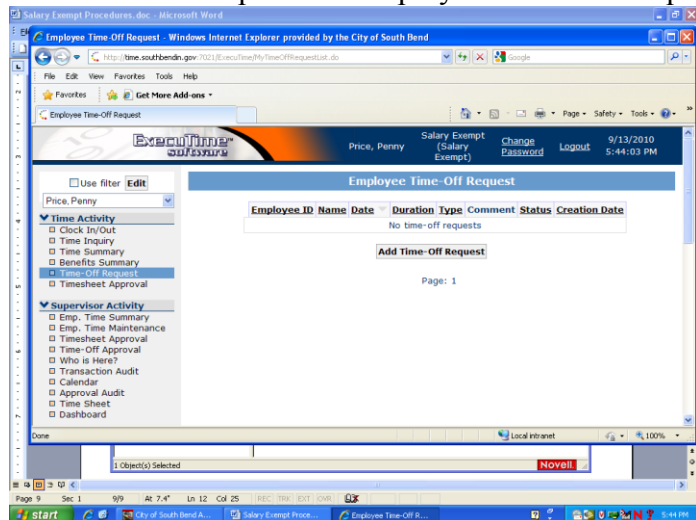 Salary Exempt Procedures.doc - Microsoft Word
Employee Time-Off Request - Windows Internet Explorer provided by the City of South Bend
http://time.southbendin.gov:7021/ExecuTime/MyTimeOffRequestList.do
Google
File Edit View Favorites Tools Help
Favorites Get More Add-ons
Employee Time-Off Request
Page Safety Tools
ExecuTime™
Software
Price, Penny
Salary Exempt
(Salary
Exempt)
Change
Password
Logout
9/13/2010
5:44:03 PM
Use filter Edit
Price, Penny
Time Activity
Clock In/Out
Time Inquiry
Time Summary
Benefits Summary
Time-Off Request
Timesheet Approval
Supervisor Activity
Emp. Time Summary
Emp. Time Maintenance
Timesheet Approval
Time-Off Approval
Who is Here?
Transaction Audit
Calendar
Approval Audit
Time Sheet
Dashboard
Employee Time-Off Request
Employee ID Name Date Duration Type Comment Status Creation Date
No time-off requests
Add Time-Off Request
Page: 1
Done
Local intranet
100%
1 Object(s) Selected
Novell.
Page 9 Sec 1 9/9 At 7.4" Ln 12 Col 25 REC TRK EXT OVR
start
City of South Bend A...
Salary Exempt Proce...
Employee Time-Off R...
5:44 PM